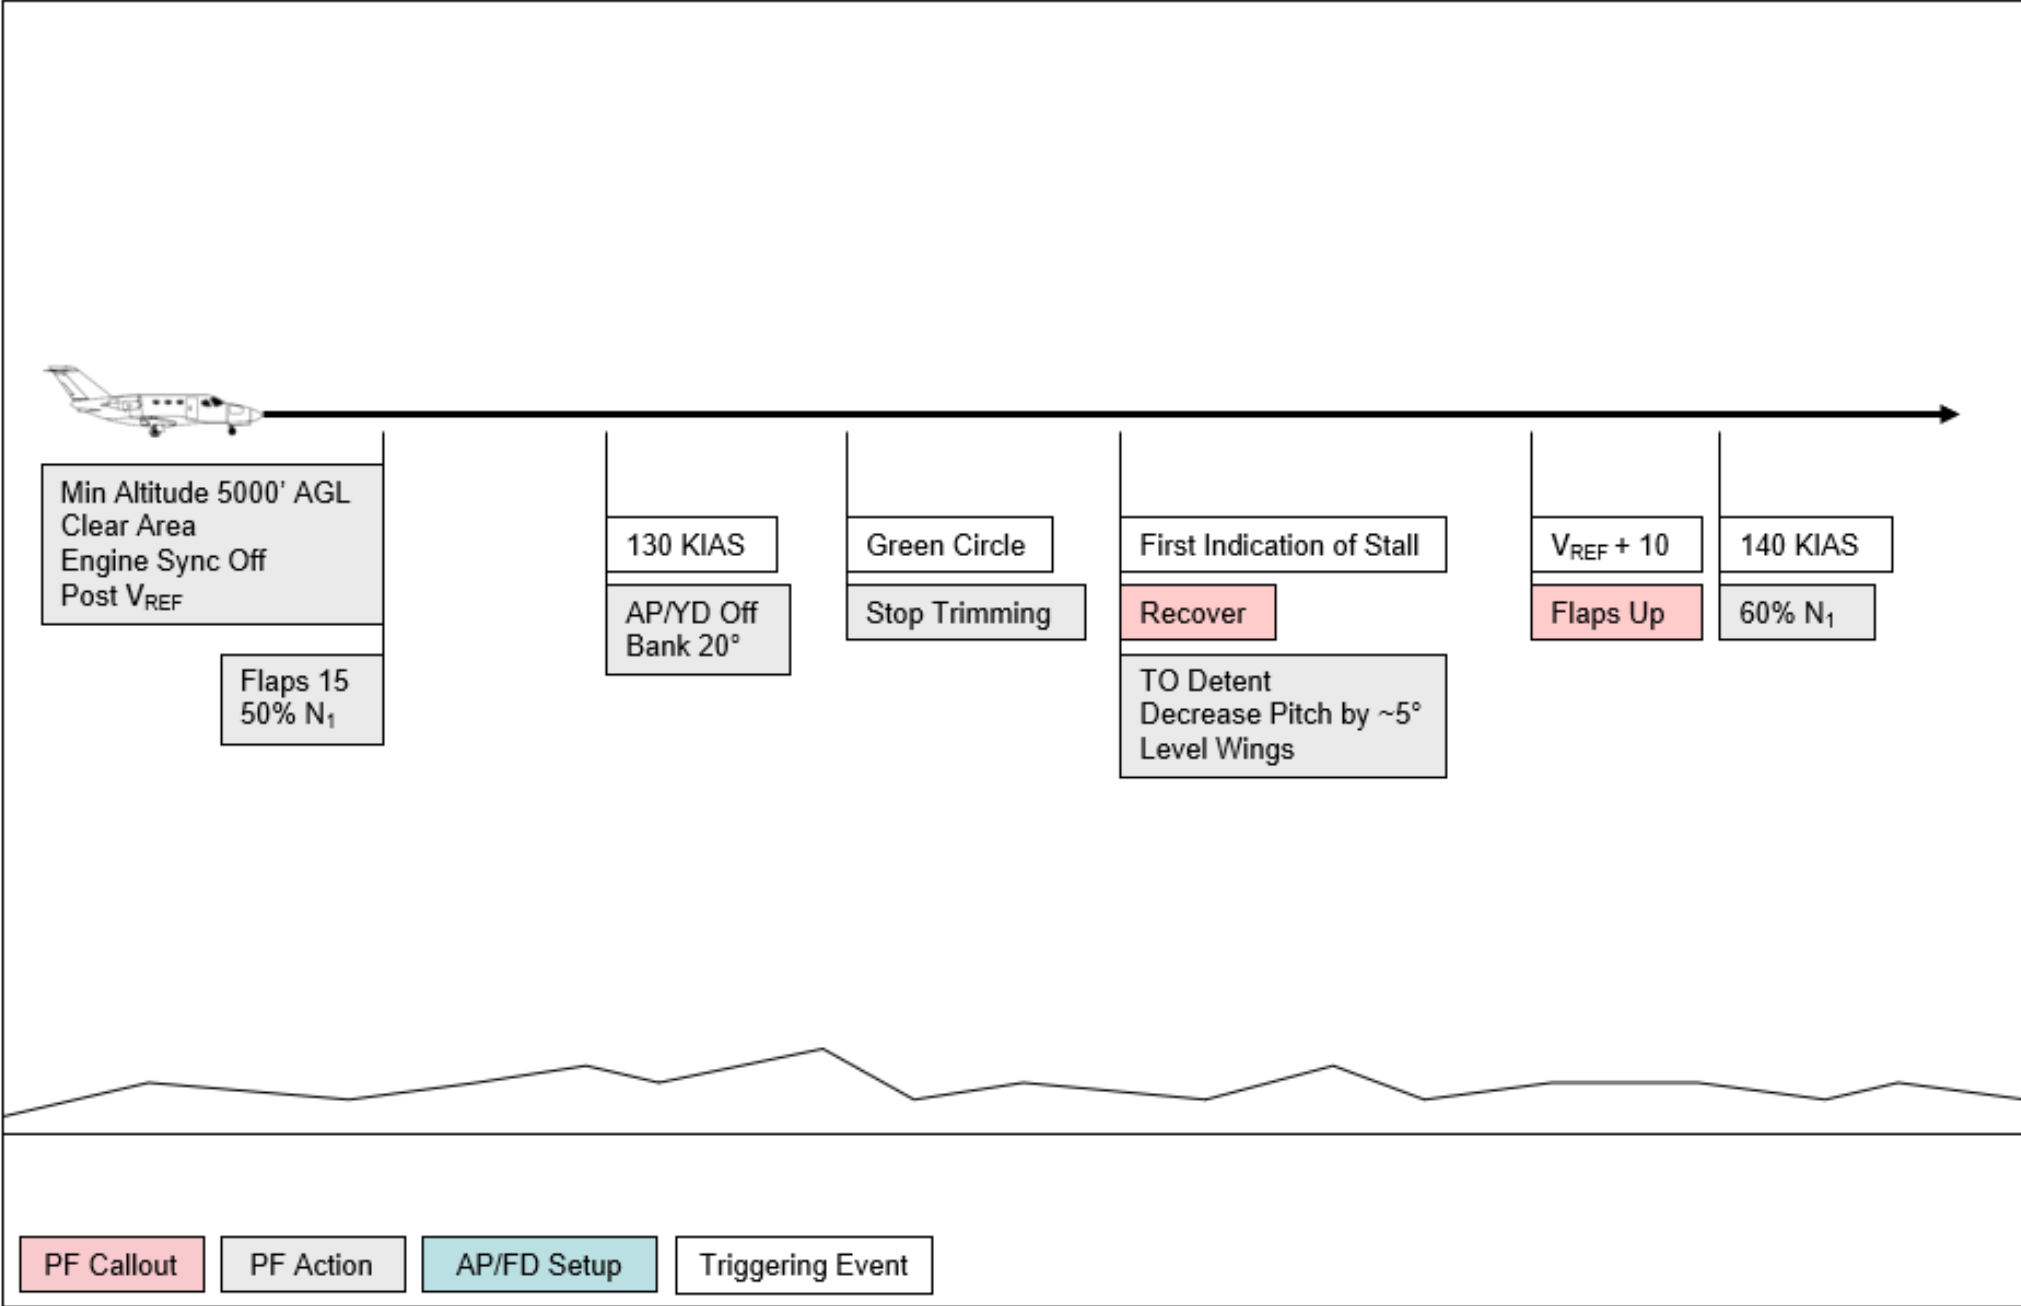 Min Altitude 5000' AGL
Clear Area
Engine Sync Off
Post VREF
Flaps 15
50% N1
130 KIAS
AP/YD Off
Bank 20°
Green Circle
Stop Trimming
First Indication of Stall
Recover
TO Detent
Decrease Pitch by ~5°
Level Wings
VREF + 10
Flaps Up
140 KIAS
60% N1
PF Callout
PF Action
AP/FD Setup
Triggering Event